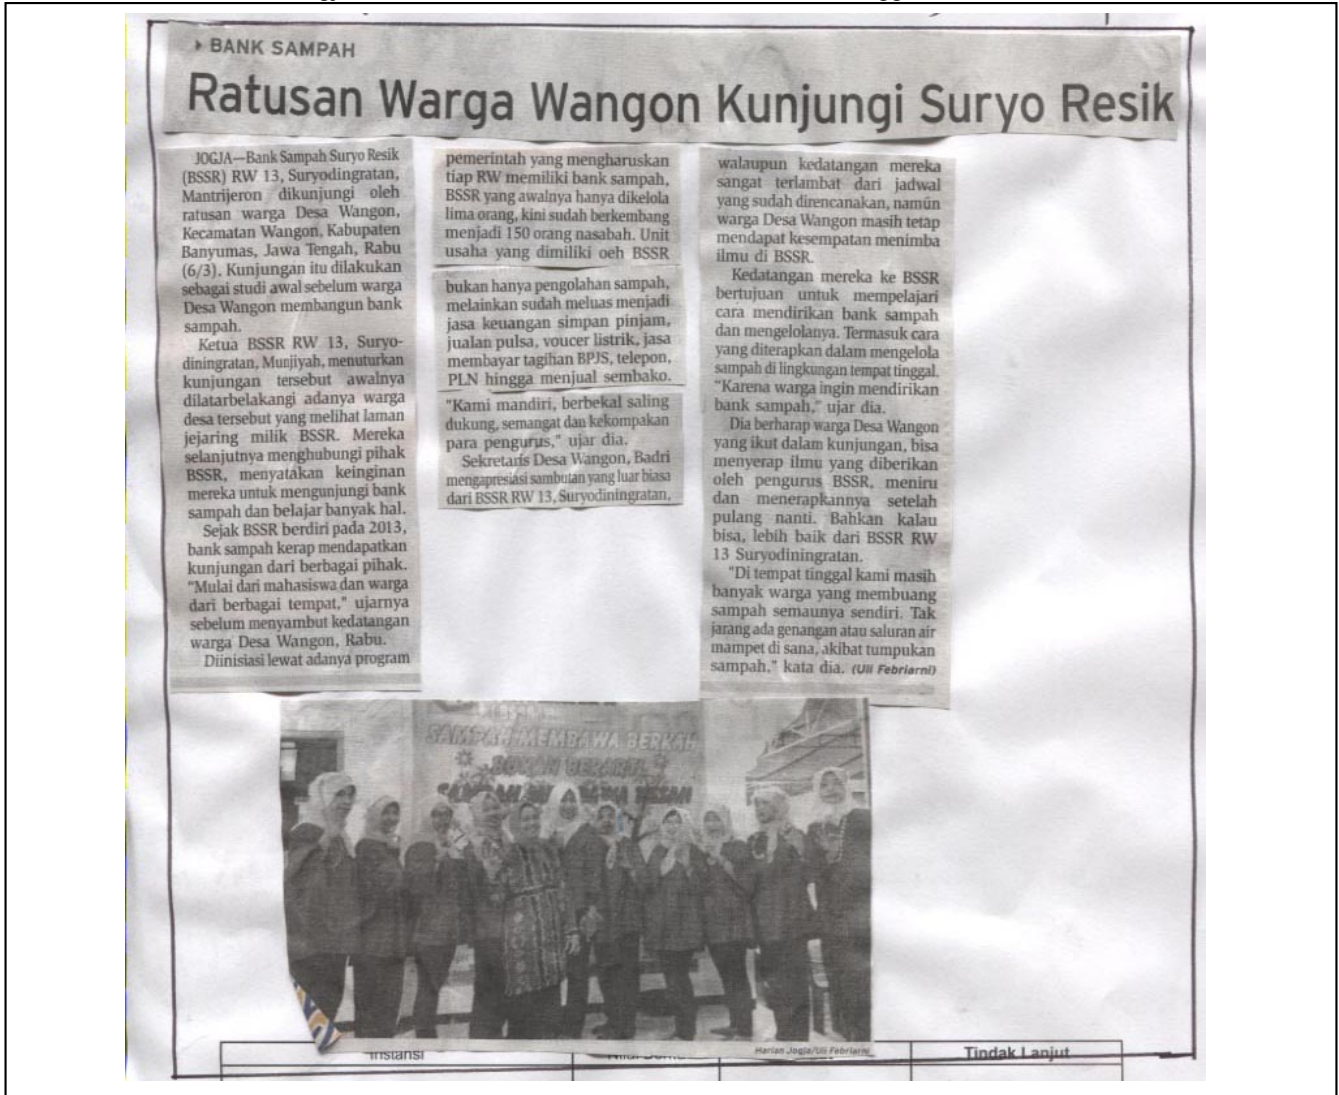 BANK SAMPAH
Ratusan Warga Wangon Kunjungi Suryo Resik
JOGJA—Bank Sampah Suryo Resik
(BSSR) RW 13, Suryodingratan,
Mantrijeron dikunjungi oleh
ratusan warga Desa Wangon,
Kecamatan Wangon, Kabupaten
Banyumas, Jawa Tengah, Rabu
(6/3). Kunjungan itu dilakukan
sebagai studi awal sebelum warga
Desa Wangon membangun bank
sampah.
Ketua BSSR RW 13, Suryo-
diningratan, Munjiyah, menuturkan
kunjungan tersebut awalnya
dilatarbelakangi adanya warga
desa tersebut yang melihat laman
jejaring milik BSSR. Mereka
selanjutnya menghubungi pihak
BSSR, menyatakan keinginan
mereka untuk mengunjungi bank
sampah dan belajar banyak hal.
Sejak BSSR berdiri pada 2013,
bank sampah kerap mendapatkan
kunjungan dari berbagai pihak.
"Mulai dari mahasiswa dan warga
dari berbagai tempat," ujarnya
sebelum menyambut kedatangan
warga Desa Wangon, Rabu.
Diinisiasi lewat adanya program
pemerintah yang mengharuskan
tiap RW memiliki bank sampah,
BSSR yang awalnya hanya dikelola
lima orang, kini sudah berkembang
menjadi 150 orang nasabah. Unit
usaha yang dimiliki oeh BSSR
bukan hanya pengolahan sampah,
melainkan sudah meluas menjadi
jasa keuangan simpan pinjam,
jualan pulsa, voucer listrik, jasa
membayar tagihan BPJS, telepon,
PLN hingga menjual sembako.
"Kami mandiri, berbekal saling
dukung, semangat dan kekompakan
para pengurus," ujar dia.
Sekretaris Desa Wangon, Badri
mengapresiasi sambutan yang luar biasa
dari BSSR RW 13, Suryodiningratan,
walaupun kedatangan mereka
sangat terlambat dari jadwal
yang sudah direncanakan, namun
warga Desa Wangon masih tetap
mendapat kesempatan menimba
ilmu di BSSR.
Kedatangan mereka ke BSSR
bertujuan untuk mempelajari
cara mendirikan bank sampah
dan mengelolanya. Termasuk cara
yang diterapkan dalam mengelola
sampah di lingkungan tempat tinggal.
"Karena warga ingin mendirikan
bank sampah," ujar dia.
Dia berharap warga Desa Wangon
yang ikut dalam kunjungan, bisa
menyerap ilmu yang diberikan
oleh pengurus BSSR, meniru
dan menerapkannya setelah
pulang nanti. Bahkan kalau
bisa, lebih baik dari BSSR RW
13 Suryodiningratan.
"Di tempat tinggal kami masih
banyak warga yang membuang
sampah semaunya sendiri. Tak
jarang ada genangan atau saluran air
mampet di sana, akibat tumpukan
sampah," kata dia. (Uli Febriarni)
SAMPAH MEMBAWA BERKAH
BUKAN BERARTI
Harian Jogja/Uli Febriarni
Instansi
Tindak Lanjut